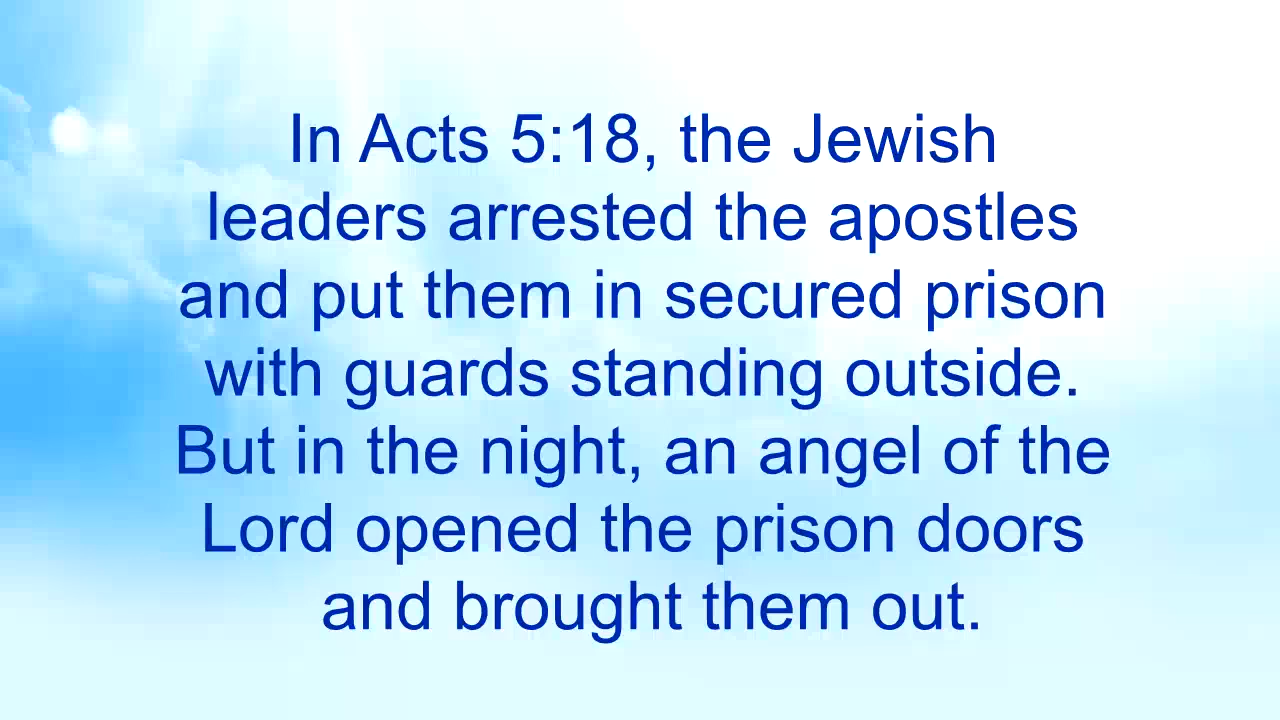 In Acts 5:18, the Jewish
leaders arrested the apostles
and put them in secured prison
with guards standing outside.
But in the night, an angel of the
Lord opened the prison doors
and brought them out.